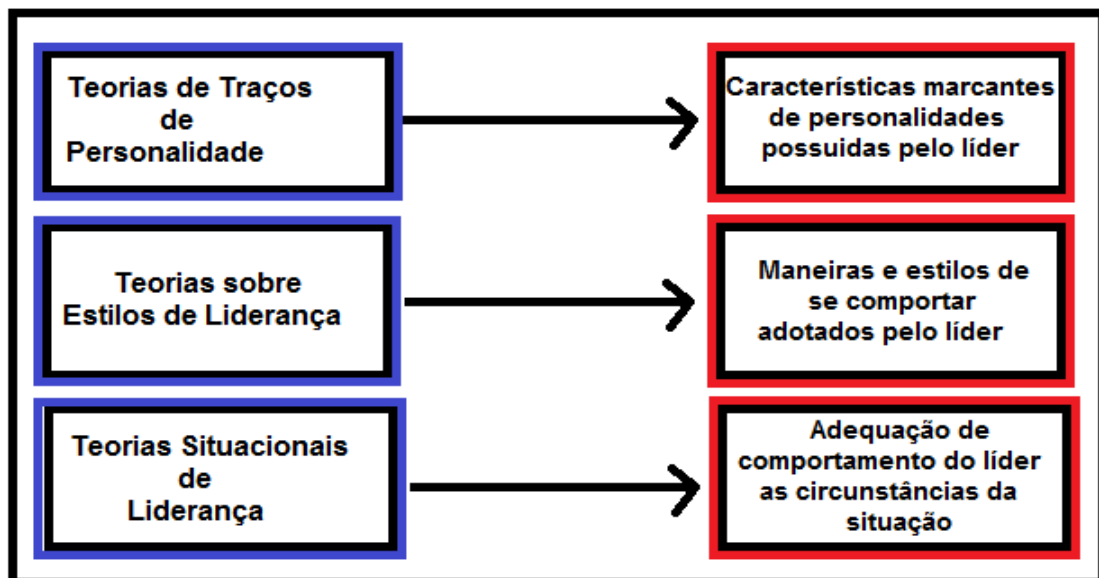 Teorias de Traços
de
Personalidade
Característícas marcantes
de personalidades
possuidas pelo líder
Teorias sobre
Estilos de Liderança
Maneiras e estilos de
se comportar
adotados pelo líder
Teorias Situacionais
de
Liderança
Adequação de
comportamento do líder
as circunstâncias da
situação